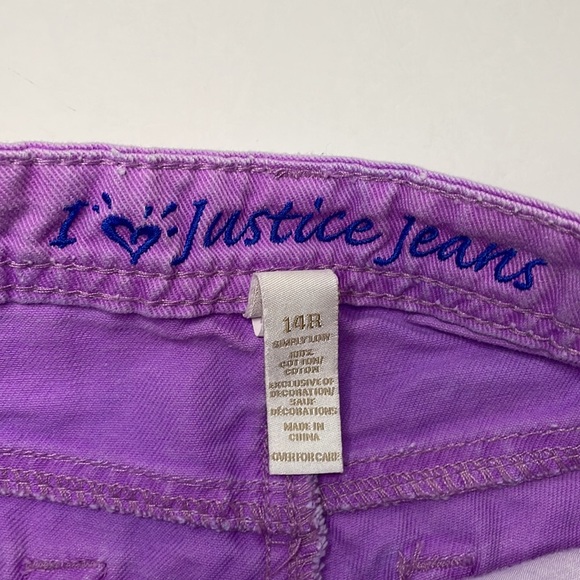 I Justice Jeans
14R
SIMPLY LOW
100%
COTTON/
COTON
EXCLUSIVE OF
DECORATION/
SAUF
DÉCORATIONS
MADE IN
CHINA
OVER FOR CARE